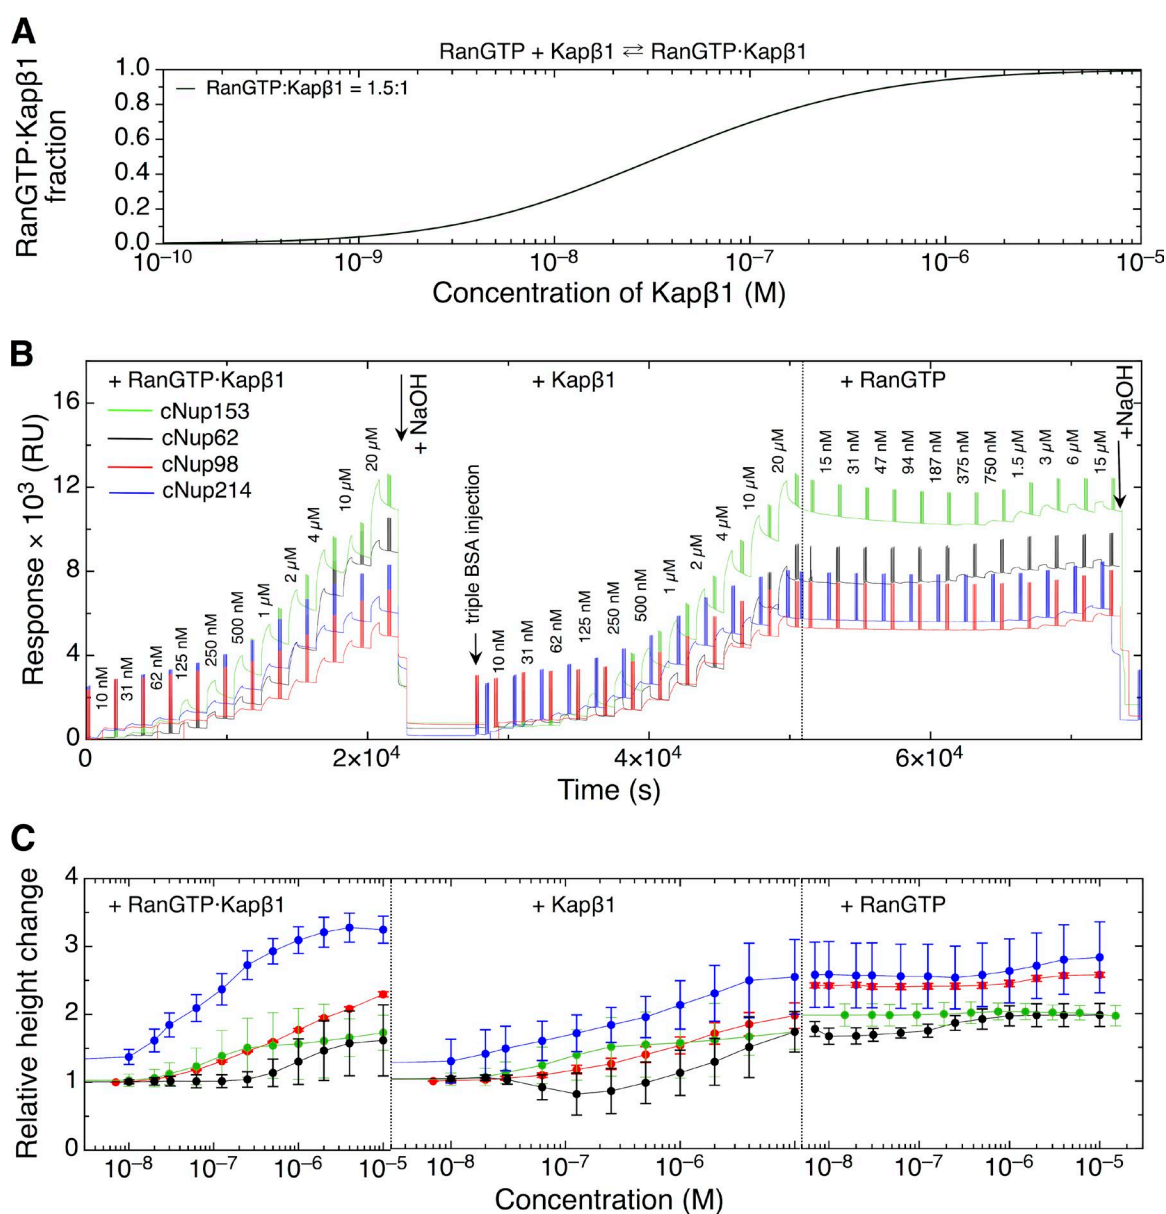 A
RanGTP + Kapβ1 ⇄ RanGTP·Kapβ1
RanGTP·Kapβ1
fraction
1.0
0.8
0.6
0.4
0.2
0.0
RanGTP:Kapβ1 = 1.5:1
10⁻¹⁰ 10⁻⁹ 10⁻⁸ 10⁻⁷ 10⁻⁶ 10⁻⁵
Concentration of Kapβ1 (M)
B
Response × 10³ (RU)
16
12
8
4
0
+ RanGTP·Kapβ1
+ NaOH
+ Kapβ1
+ RanGTP
+NaOH
cNup153
cNup62
cNup98
cNup214
10 nM 31 nM 62 nM 125 nM 250 nM 500 nM 1 µM 2 µM 4 µM 10 µM 20 µM
triple BSA injection
10 nM 31 nM 62 nM 125 nM 250 nM 500 nM 1 µM 2 µM 4 µM 10 µM 20 µM
15 nM 31 nM 47 nM 94 nM 187 nM 375 nM 750 nM 1.5 µM 3 µM 6 µM 15 µM
0 2×10⁴ 4×10⁴ 6×10⁴
Time (s)
C
Relative height change
4
3
2
1
0
+ RanGTP·Kapβ1
+ Kapβ1
+ RanGTP
10⁻⁸ 10⁻⁷ 10⁻⁶ 10⁻⁵ 10⁻⁸ 10⁻⁷ 10⁻⁶ 10⁻⁸ 10⁻⁷ 10⁻⁶ 10⁻⁵
Concentration (M)